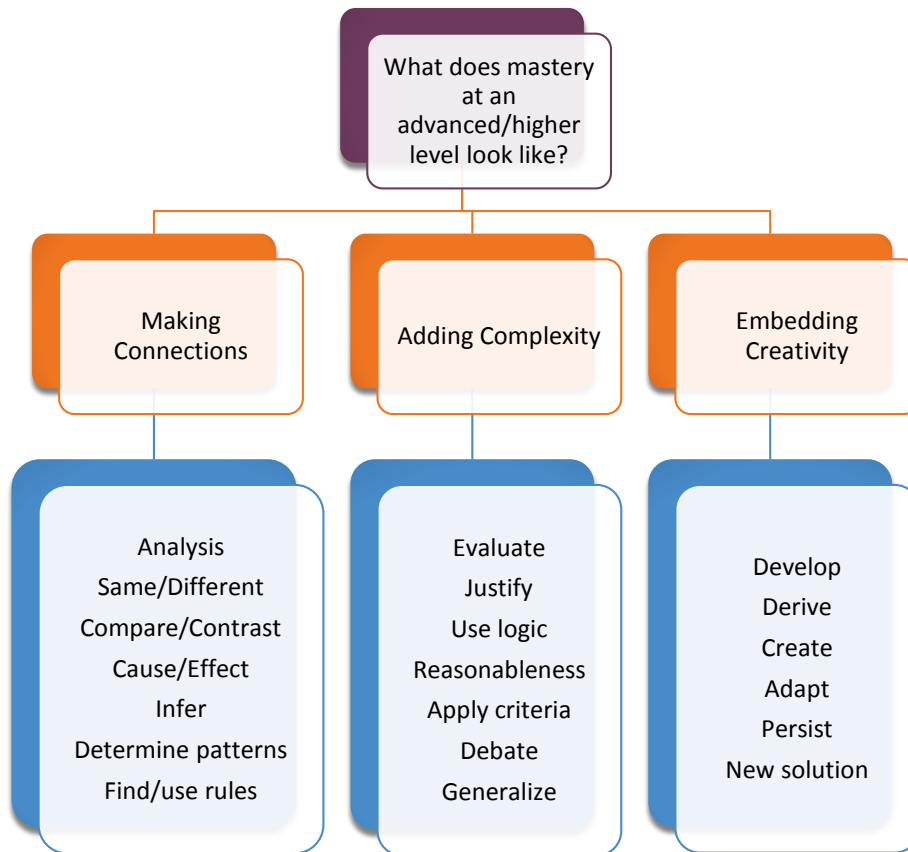 What does mastery
at an
advanced/higher
level look like?
Making
Connections
Adding Complexity
Embedding
Creativity
Analysis
Same/Different
Compare/Contrast
Cause/Effect
Infer
Determine patterns
Find/use rules
Evaluate
Justify
Use logic
Reasonableness
Apply criteria
Debate
Generalize
Develop
Derive
Create
Adapt
Persist
New solution